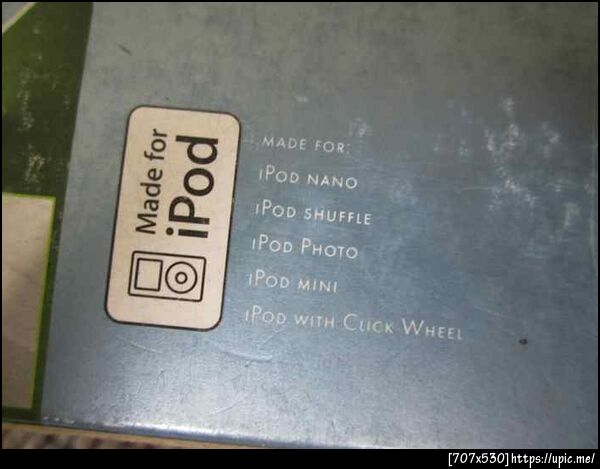 Made for
iPod
MADE FOR:
iPOD NANO
iPOD SHUFFLE
iPOD PHOTO
iPOD MINI
iPOD WITH CLICK WHEEL
[707x530]https://upic.me/